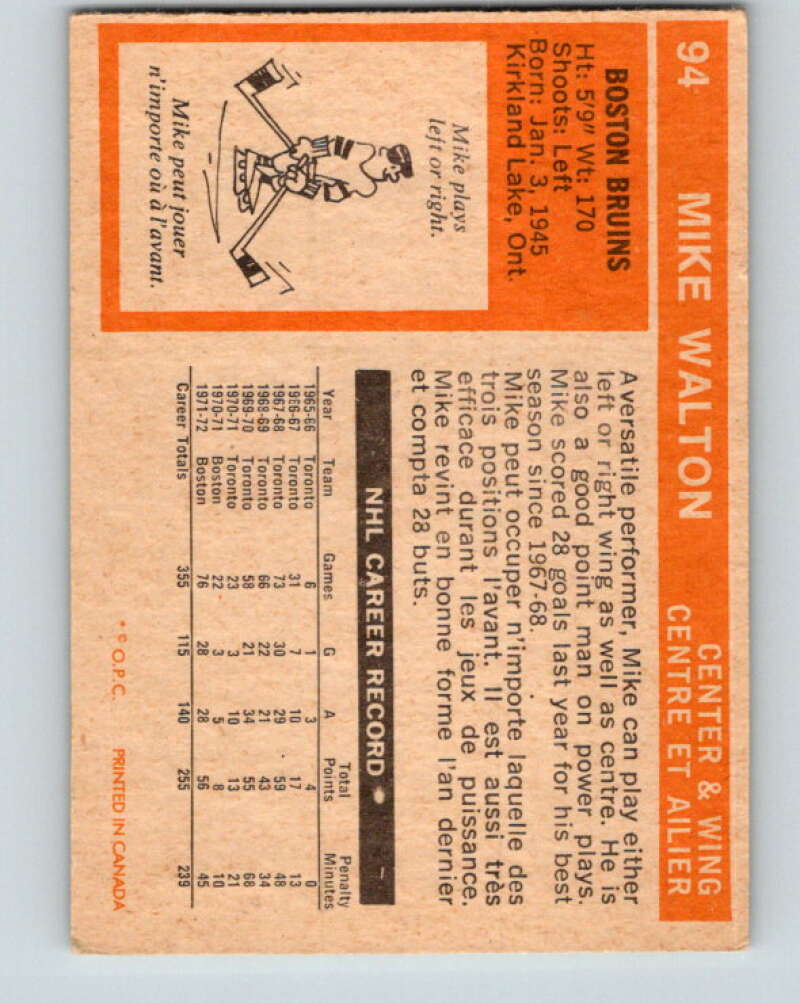 94 MIKE WALTON CENTER & WING
CENTRE ET AILIER
BOSTON BRUINS
Ht: 5'9" Wt: 170
Shoots: Left
Born: Jan. 3, 1945
Kirkland Lake, Ont.
Mike plays
left or right.
Mike peut jouer
n'importe où à l'avant.
A versatile performer, Mike can play either
left or right wing as well as centre. He is
also a good point man on power plays.
Mike scored 28 goals last year for his best
season since 1967-68.
Mike peut occuper n'importe laquelle des
trois positions l'avant. Il est aussi très
efficace durant les jeux de puissance.
Mike revint en bonne forme l'an dernier
et compta 28 buts.
NHL CAREER RECORD
Year Team Games G A Total Points Penalty Minutes
1965-66 Toronto 6 1 3 4 0
1966-67 Toronto 31 7 10 17 13
1967-68 Toronto 73 30 29 59 48
1968-69 Toronto 66 22 21 43 34
1969-70 Toronto 58 21 34 55 68
1970-71 Toronto 23 3 10 13 21
1970-71 Boston 22 3 5 8 10
1971-72 Boston 76 28 28 56 45
Career Totals 355 115 140 255 239
* © O.P.C. PRINTED IN CANADA